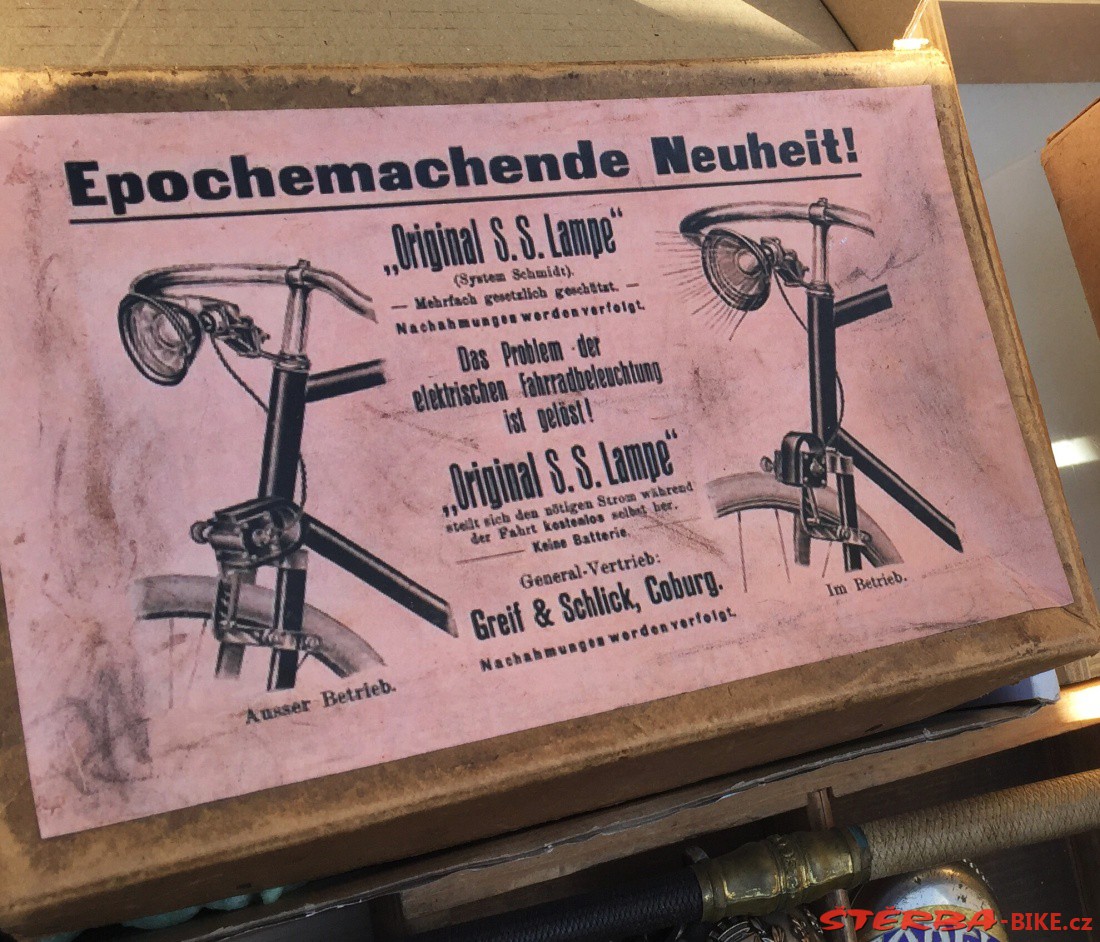 Epochemachende Neuheit!
„Original S. S. Lampe“
(System Schmidt).
— Mehrfach gesetzlich geschützt. —
Nachahmungen werden verfolgt.
Das Problem der
elektrischen Fahrradbeleuchtung
ist gelöst!
„Original S. S. Lampe“
stellt sich den nötigen Strom während
der Fahrt kostenlos selbst her.
Keine Batterie.
General-Vertrieb:
Greif & Schlick, Coburg.
Nachahmungen werden verfolgt.
Ausser Betrieb.
Im Betrieb.
STERBA-BIKE.cz